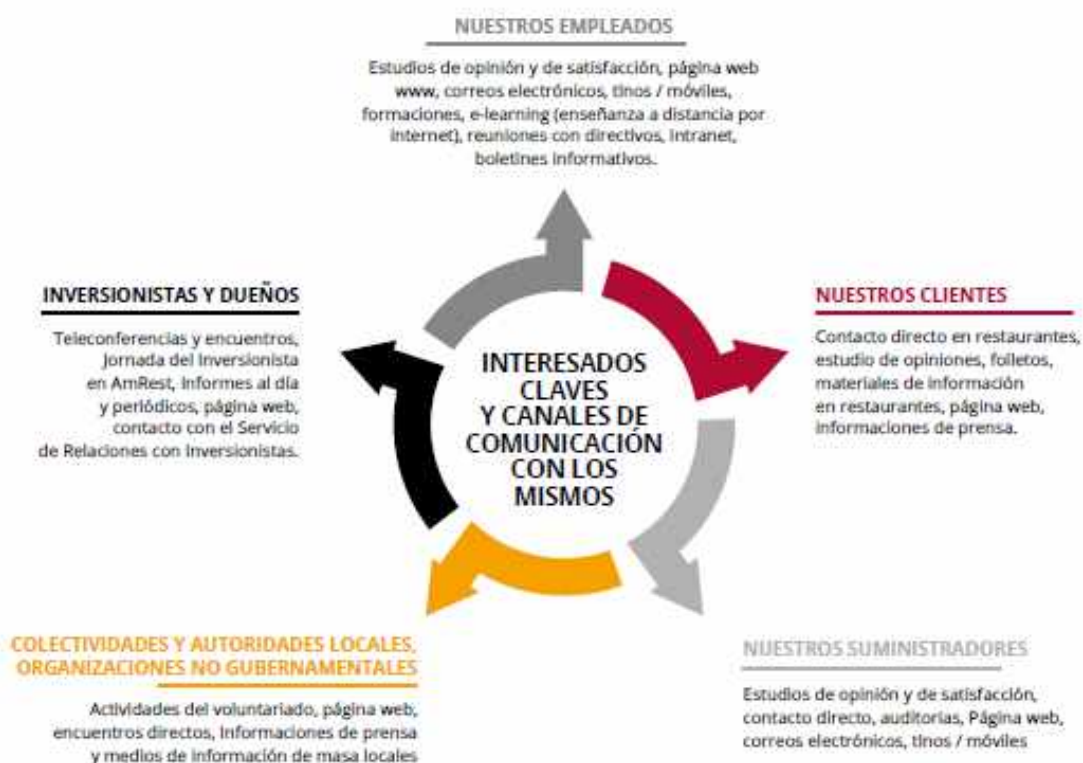 NUESTROS EMPLEADOS
Estudios de opinión y de satisfacción, página web
www, correos electrónicos, tlnos / móviles,
formaciones, e-learning (enseñanza a distancia por
internet), reuniones con directivos, Intranet,
boletines informativos.
INVERSIONISTAS Y DUEÑOS
Teleconferencias y encuentros,
Jornada del Inversionista
en AmRest, Informes al día
y periódicos, página web,
contacto con el Servicio
de Relaciones con Inversionistas.
INTERESADOS
CLAVES
Y CANALES DE
COMUNICACIÓN
CON LOS
MISMOS
NUESTROS CLIENTES
Contacto directo en restaurantes,
estudio de opiniones, folletos,
materiales de información
en restaurantes, página web,
informaciones de prensa.
COLECTIVIDADES Y AUTORIDADES LOCALES,
ORGANIZACIONES NO GUBERNAMENTALES
Actividades del voluntariado, página web,
encuentros directos, Informaciones de prensa
y medios de información de masa locales
NUESTROS SUMINISTRADORES
Estudios de opinión y de satisfacción,
contacto directo, auditorias, Página web,
correos electrónicos, tlnos / móviles